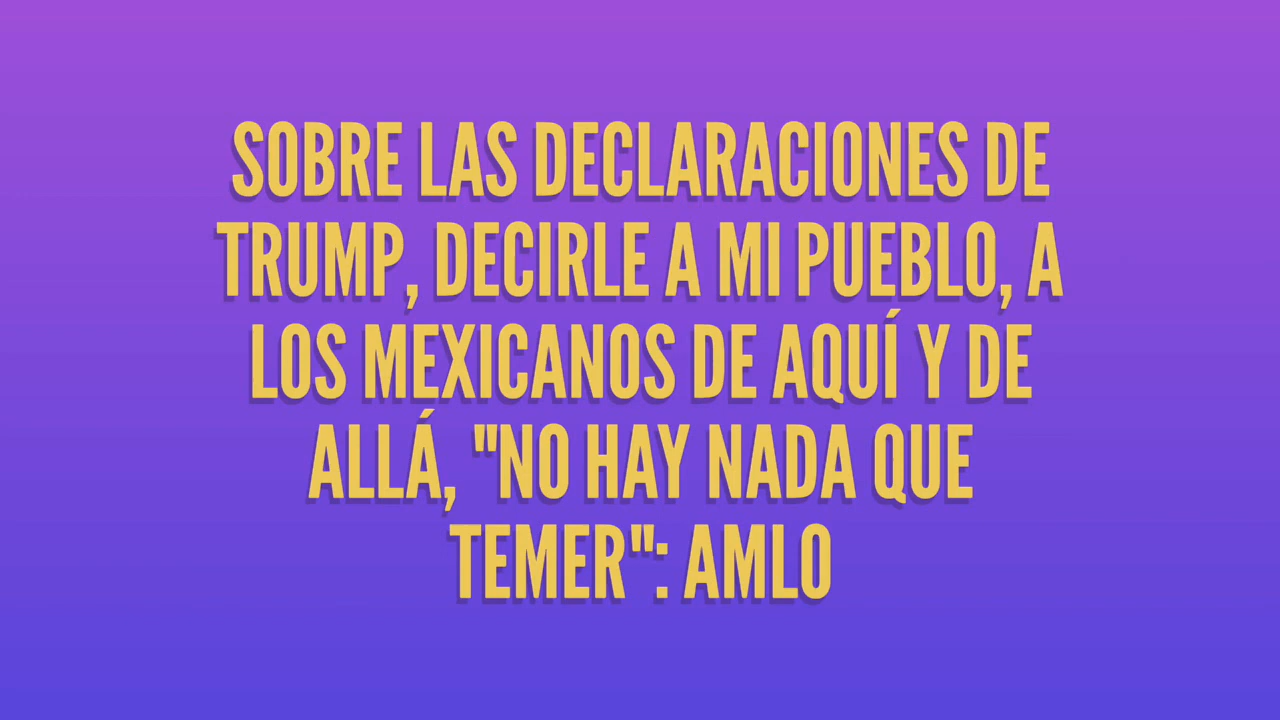 SOBRE LAS DECLARACIONES DE
TRUMP, DECIRLE A MI PUEBLO, A
LOS MEXICANOS DE AQUÍ Y DE
ALLÁ, "NO HAY NADA QUE
TEMER": AMLO